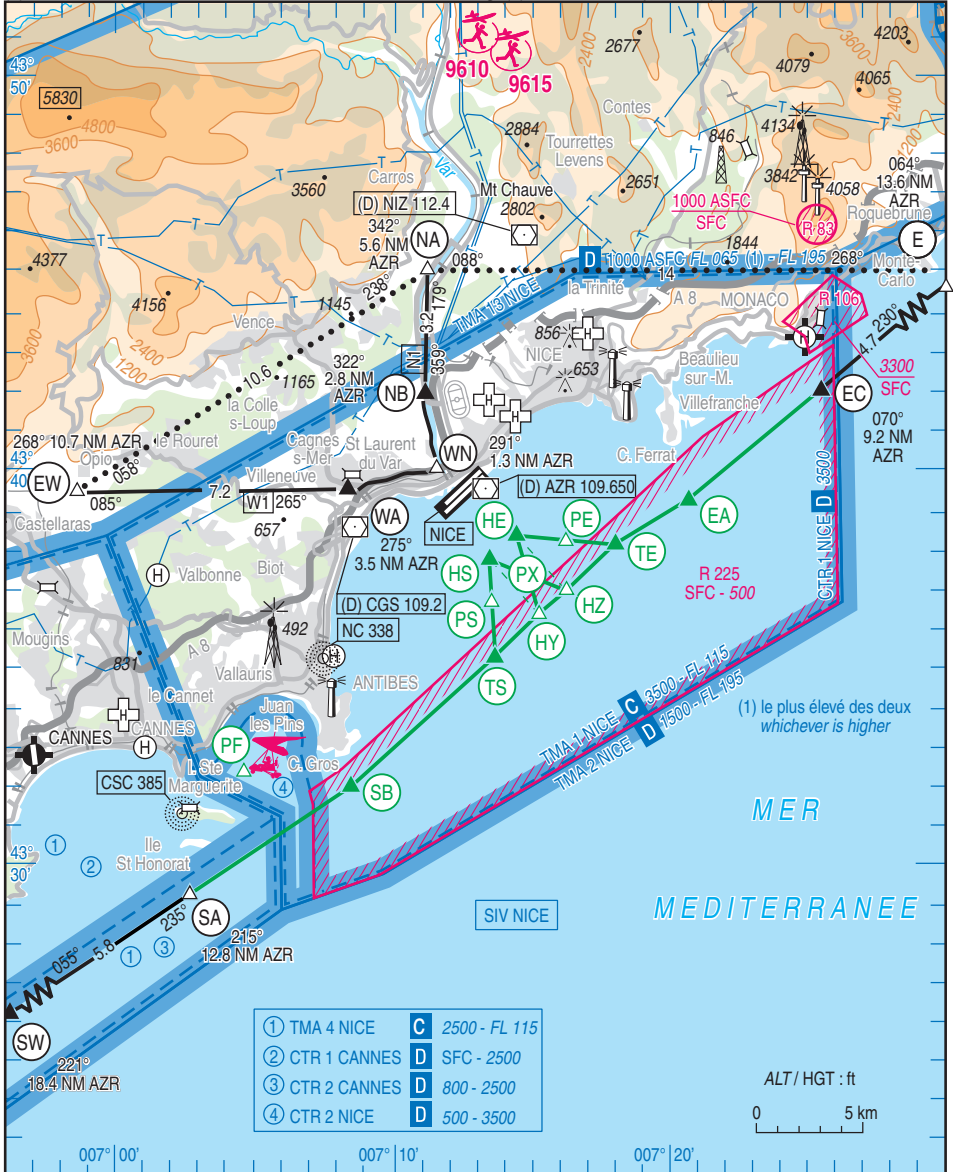 43°
50'
5830
4800
3600
9610
9615
2400
2677
3600
4203
4079
4065
2400
1200
Contes
846
4134
2884
Tourrettes
Levens
3842
4058
064°
13.6 NM
AZR
Var
Carros
3560
Mt Chauve
2651
(D) NIZ 112.4
2802
1000 ASFC
SFC
R 83
Roquebrune
342°
5.6 NM
AZR
NA
1844
E
4377
088°
D 1000 ASFC FL 065 (1) - FL 195
14
268°
Monte-
Carlo
238°
179°
la Trinité
4156
1145
TMA 13 NICE
A 8
MONACO
R 106
Vence
3.2
H
230°
3600
2400
322°
2.8 NM
AZR
N1
359°
856
H
NICE
4.7
3300
SFC
1200
10.6
1165
653
Beaulieu
sur -M.
NB
H
EC
la Colle
s-Loup
H
Villefranche
070°
9.2 NM
AZR
268° 10.7 NM AZR
le Rouret
Cagnes
s-Mer
St Laurent
du Var
WN
291°
1.3 NM AZR
C. Ferrat
43°
40'
Opio
058°
Villeneuve
EW
085°
7.2
W1
265°
(D) AZR 109.650
CTR 1 NICE D 3500
Castellaras
657
WA
NICE
HE
PE
EA
275°
3.5 NM AZR
TE
H
Valbonne
Biot
HS
PX
R 225
SFC - 500
(D) CGS 109.2
PS
HZ
Mougins
492
NC 338
HY
A 8
831
H
Vallauris
TS
le Cannet
ANTIBES
TMA 1 NICE C 3500 - FL 115
TMA 2 NICE D 1500 - FL 195
(1) le plus élevé des deux
whichever is higher
H
CANNES
Juan
les Pins
CANNES
H
PF
I. Ste
Marguerite
C. Gros
4
SB
CSC 385
MER
1
43°
30'
2
Ile
St Honorat
SA
MEDITERRANEE
235°
SIV NICE
215°
12.8 NM AZR
055°
5.8
1
3
SW
221°
18.4 NM AZR
1 TMA 4 NICE C 2500 - FL 115
2 CTR 1 CANNES D SFC - 2500
3 CTR 2 CANNES D 800 - 2500
4 CTR 2 NICE D 500 - 3500
ALT / HGT : ft
0 5 km
007° 00'
007° 10'
007° 20'